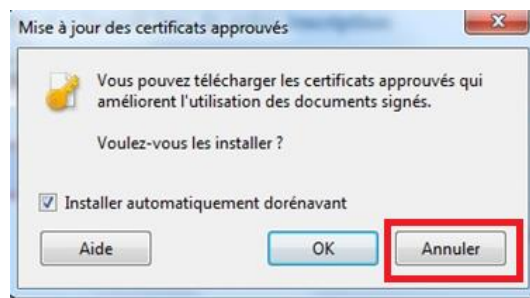 Mise à jour des certificats approuvés
Vous pouvez télécharger les certificats approuvés qui
améliorent l'utilisation des documents signés.
Voulez-vous les installer ?
Installer automatiquement dorénavant
Aide
OK
Annuler